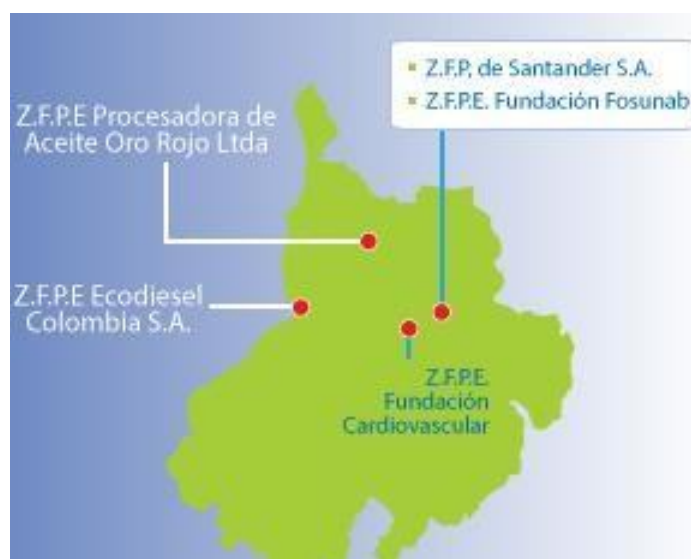 Z.F.P. de Santander S.A.
Z.F.P.E. Fundación Fosunab
Z.F.P.E Procesadora de
Aceite Oro Rojo Ltda
Z.F.P.E Ecodiesel
Colombia S.A.
Z.F.P.E.
Fundación
Cardiovascular